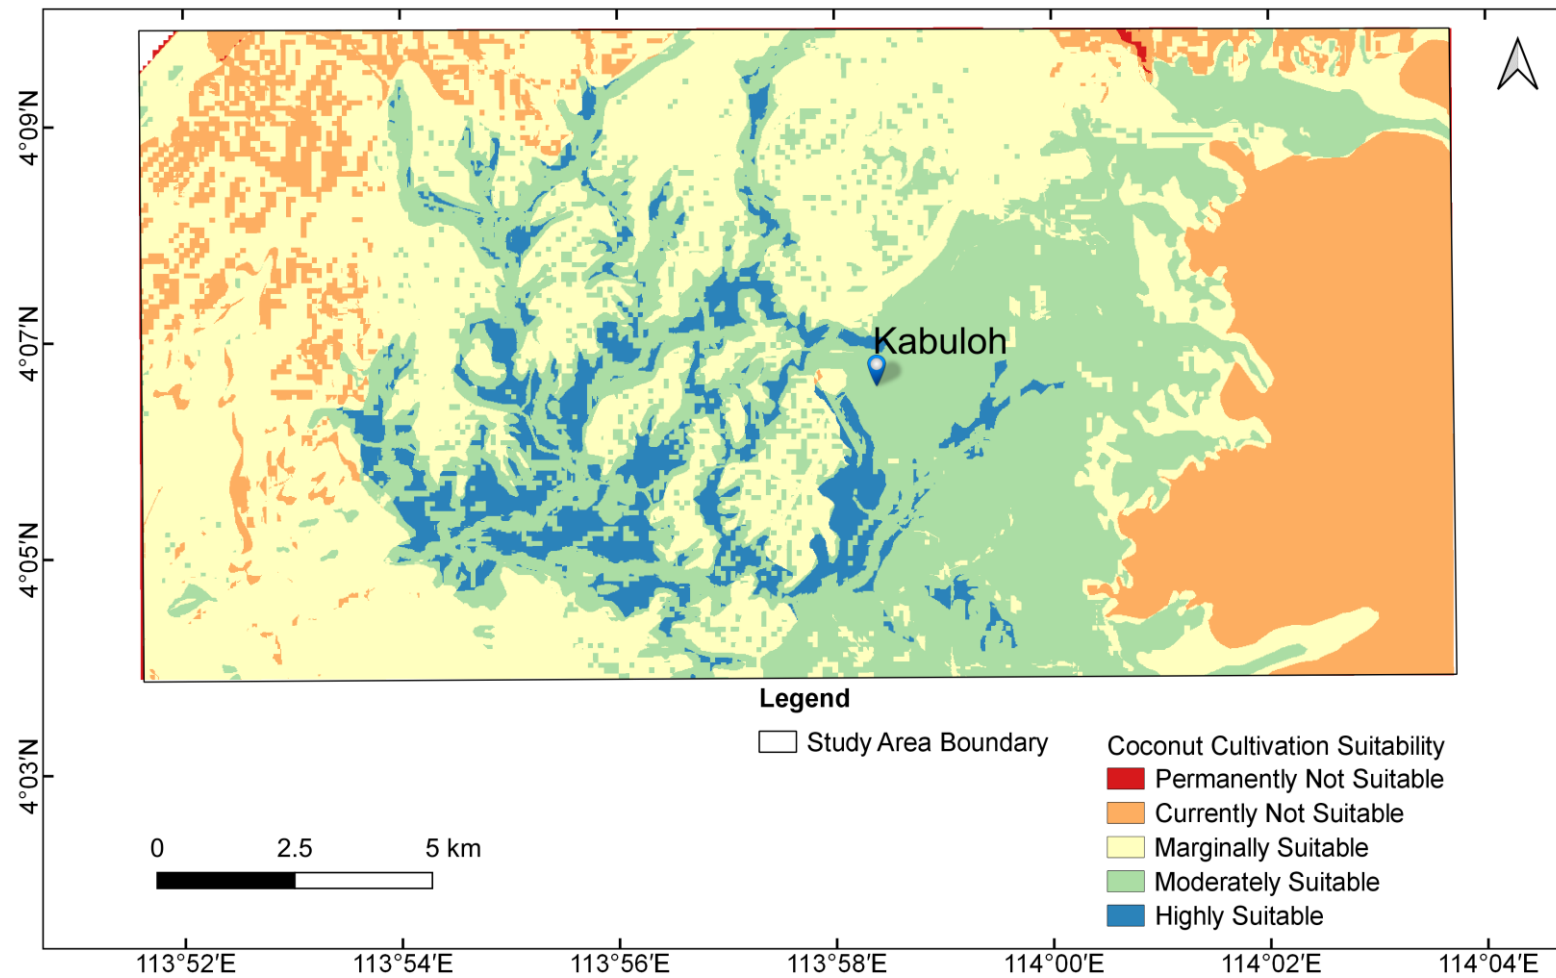 4°09'N
4°07'N
4°05'N
4°03'N
Kabuloh
Legend
Study Area Boundary
Coconut Cultivation Suitability
Permanently Not Suitable
Currently Not Suitable
Marginally Suitable
Moderately Suitable
Highly Suitable
0 2.5 5 km
113°52'E 113°54'E 113°56'E 113°58'E 114°00'E 114°02'E 114°04'E